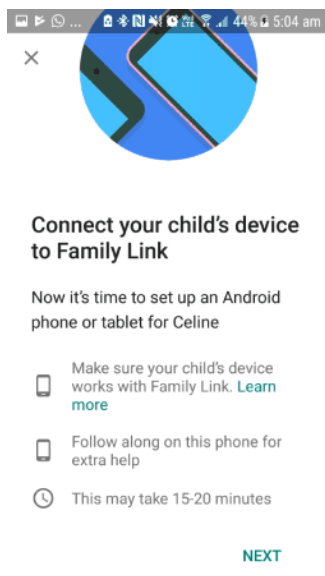 ... 44% 5:04 am
Connect your child's device
to Family Link
Now it's time to set up an Android
phone or tablet for Celine
Make sure your child's device
works with Family Link. Learn
more
Follow along on this phone for
extra help
This may take 15-20 minutes
NEXT